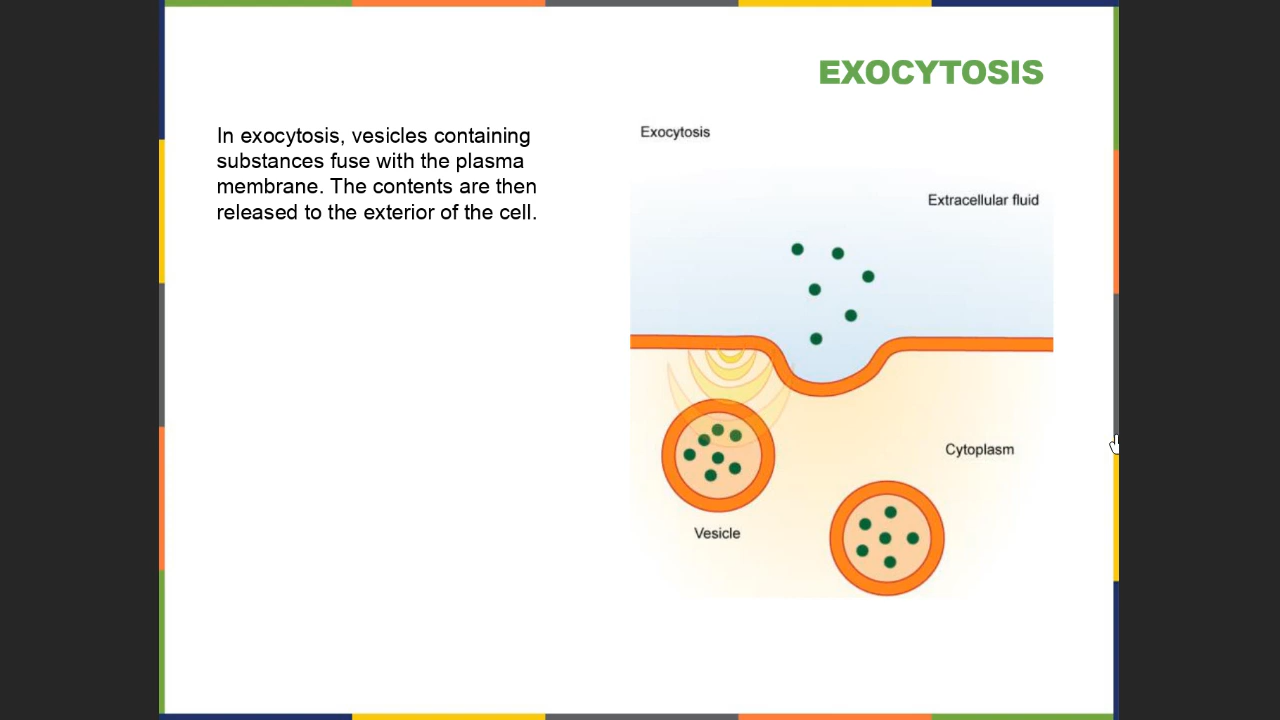 EXOCYTOSIS
In exocytosis, vesicles containing
substances fuse with the plasma
membrane. The contents are then
released to the exterior of the cell.
Exocytosis
Extracellular fluid
Cytoplasm
Vesicle